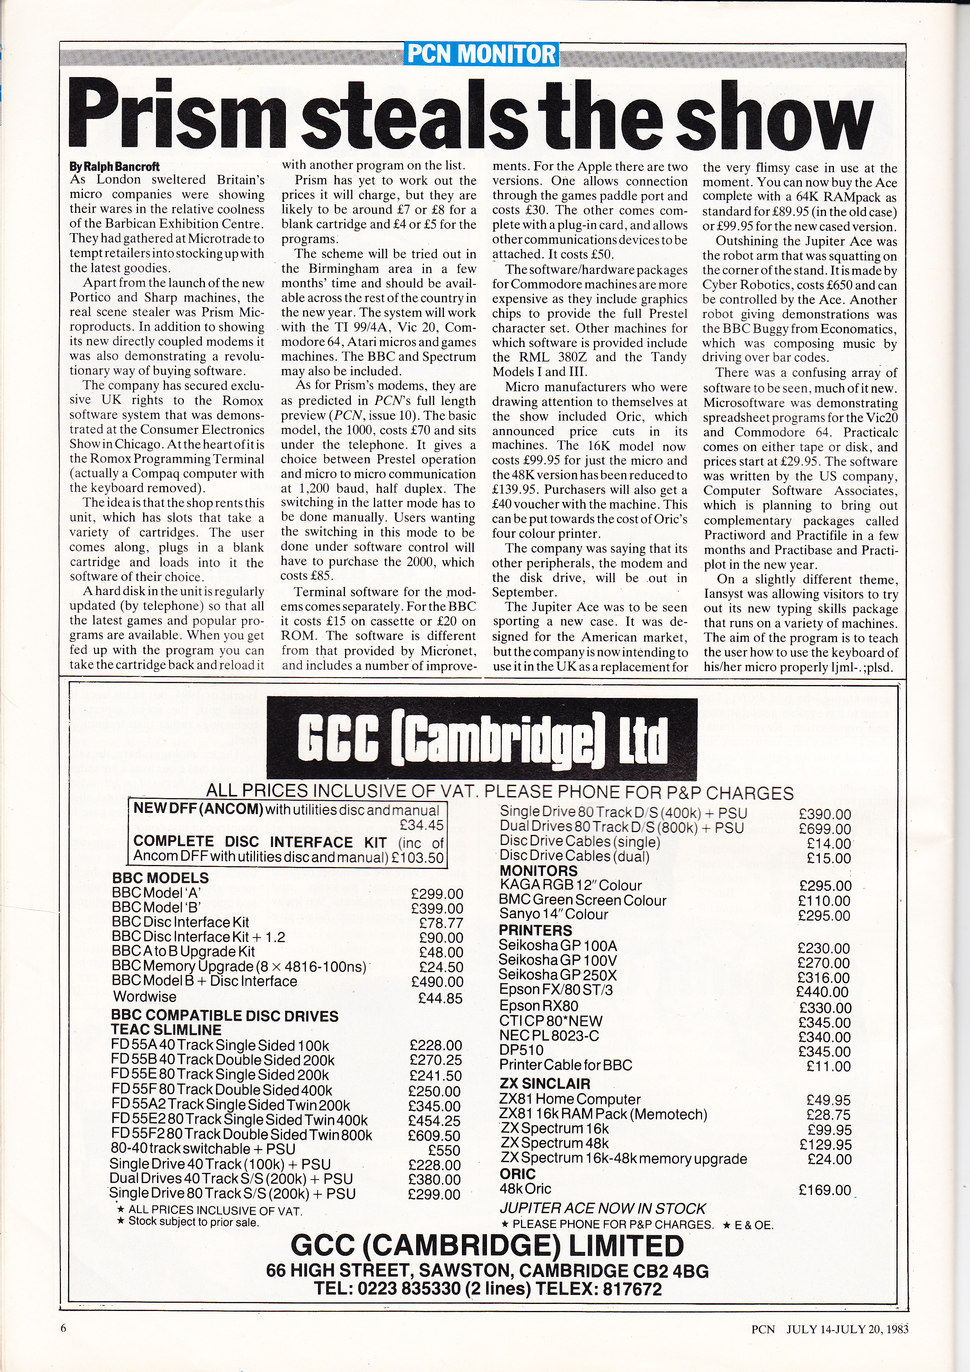 PCN MONITOR
Prism steals the show
By Ralph Bancroft
As London sweltered Britain's
micro companies were showing
their wares in the relative coolness
of the Barbican Exhibition Centre.
They had gathered at Microtrade to
tempt retailers into stocking up with
the latest goodies.
Apart from the launch of the new
Portico and Sharp machines, the
real scene stealer was Prism Mic-
roproducts. In addition to showing
its new directly coupled modems it
was also demonstrating a revolu-
tionary way of buying software.
The company has secured exclu-
sive UK rights to the Romox
software system that was demons-
trated at the Consumer Electronics
Show in Chicago. At the heart of it is
the Romox Programming Terminal
(actually a Compaq computer with
the keyboard removed).
The idea is that the shop rents this
unit, which has slots that take a
variety of cartridges. The user
comes along, plugs in a blank
cartridge and loads into it the
software of their choice.
A hard disk in the unit is regularly
updated (by telephone) so that all
the latest games and popular pro-
grams are available. When you get
fed up with the program you can
take the cartridge back and reload it
with another program on the list.
Prism has yet to work out the
prices it will charge, but they are
likely to be around £7 or £8 for a
blank cartridge and £4 or £5 for the
programs.
The scheme will be tried out in
the Birmingham area in a few
months' time and should be avail-
able across the rest of the country in
the new year. The system will work
with the TI 99/4A, Vic 20, Com-
modore 64, Atari micros and games
machines. The BBC and Spectrum
may also be included.
As for Prism's modems, they are
as predicted in PCN's full length
preview (PCN, issue 10). The basic
model, the 1000, costs £70 and sits
under the telephone. It gives a
choice between Prestel operation
and micro to micro communication
at 1,200 baud, half duplex. The
switching in the latter mode has to
be done manually. Users wanting
the switching in this mode to be
done under software control will
have to purchase the 2000, which
costs £85.
Terminal software for the mod-
ems comes separately. For the BBC
it costs £15 on cassette or £20 on
ROM. The software is different
from that provided by Micronet,
and includes a number of improve-
ments. For the Apple there are two
versions. One allows connection
through the games paddle port and
costs £30. The other comes com-
plete with a plug-in card, and allows
other communications devices to be
attached. It costs £50.
The software/hardware packages
for Commodore machines are more
expensive as they include graphics
chips to provide the full Prestel
character set. Other machines for
which software is provided include
the RML 380Z and the Tandy
Models I and III.
Micro manufacturers who were
drawing attention to themselves at
the show included Oric, which
announced price cuts in its
machines. The 16K model now
costs £99.95 for just the micro and
the 48K version has been reduced to
£139.95. Purchasers will also get a
£40 voucher with the machine. This
can be put towards the cost of Oric's
four colour printer.
The company was saying that its
other peripherals, the modem and
the disk drive, will be out in
September.
The Jupiter Ace was to be seen
sporting a new case. It was de-
signed for the American market,
but the company is now intending to
use it in the UK as a replacement for
the very flimsy case in use at the
moment. You can now buy the Ace
complete with a 64K RAMpack as
standard for £89.95 (in the old case)
or £99.95 for the new cased version.
Outshining the Jupiter Ace was
the robot arm that was squatting on
the corner of the stand. It is made by
Cyber Robotics, costs £650 and can
be controlled by the Ace. Another
robot giving demonstrations was
the BBC Buggy from Economatics,
which was composing music by
driving over bar codes.
There was a confusing array of
software to be seen, much of it new.
Microsoftware was demonstrating
spreadsheet programs for the Vic20
and Commodore 64. Practicalc
comes on either tape or disk, and
prices start at £29.95. The software
was written by the US company,
Computer Software Associates,
which is planning to bring out
complementary packages called
Practiword and Practifile in a few
months and Practibase and Practi-
plot in the new year.
On a slightly different theme,
Iansyst was allowing visitors to try
out its new typing skills package
that runs on a variety of machines.
The aim of the program is to teach
the user how to use the keyboard of
his/her micro properly ljml-.;plsd.
GCC (Cambridge) Ltd
ALL PRICES INCLUSIVE OF VAT. PLEASE PHONE FOR P&P CHARGES
NEW DFF (ANCOM) with utilities disc and manual
£34.45
COMPLETE DISC INTERFACE KIT (inc of
Ancom DFF with utilities disc and manual) £103.50
BBC MODELS
BBC Model 'A' £299.00
BBC Model 'B' £399.00
BBC Disc Interface Kit £78.77
BBC Disc Interface Kit + 1.2 £90.00
BBC A to B Upgrade Kit £48.00
BBC Memory Upgrade (8 × 4816-100ns) £24.50
BBC Model B + Disc Interface £490.00
Wordwise £44.85
BBC COMPATIBLE DISC DRIVES
TEAC SLIMLINE
FD 55A 40 Track Single Sided 100k £228.00
FD 55B 40 Track Double Sided 200k £270.25
FD 55E 80 Track Single Sided 200k £241.50
FD 55F 80 Track Double Sided 400k £250.00
FD 55A2 Track Single Sided Twin 200k £345.00
FD 55E2 80 Track Single Sided Twin 400k £454.25
FD 55F2 80 Track Double Sided Twin 800k £609.50
80-40 track switchable + PSU £550
Single Drive 40 Track (100k) + PSU £228.00
Dual Drives 40 Track S/S (200k) + PSU £380.00
Single Drive 80 Track S/S (200k) + PSU £299.00
★ ALL PRICES INCLUSIVE OF VAT.
★ Stock subject to prior sale.
Single Drive 80 Track D/S (400k) + PSU £390.00
Dual Drives 80 Track D/S (800k) + PSU £699.00
Disc Drive Cables (single) £14.00
Disc Drive Cables (dual) £15.00
MONITORS
KAGA RGB 12" Colour £295.00
BMC Green Screen Colour £110.00
Sanyo 14" Colour £295.00
PRINTERS
Seikosha GP 100A £230.00
Seikosha GP 100V £270.00
Seikosha GP 250X £316.00
Epson FX/80 ST/3 £440.00
Epson RX80 £330.00
CTI CP 80*NEW £345.00
NEC PL 8023-C £340.00
DP510 £345.00
Printer Cable for BBC £11.00
ZX SINCLAIR
ZX81 Home Computer £49.95
ZX81 16k RAM Pack (Memotech) £28.75
ZX Spectrum 16k £99.95
ZX Spectrum 48k £129.95
ZX Spectrum 16k-48k memory upgrade £24.00
ORIC
48k Oric £169.00
JUPITER ACE NOW IN STOCK
★ PLEASE PHONE FOR P&P CHARGES. ★ E & OE.
GCC (CAMBRIDGE) LIMITED
66 HIGH STREET, SAWSTON, CAMBRIDGE CB2 4BG
TEL: 0223 835330 (2 lines) TELEX: 817672
6
PCN JULY 14-JULY 20, 1983